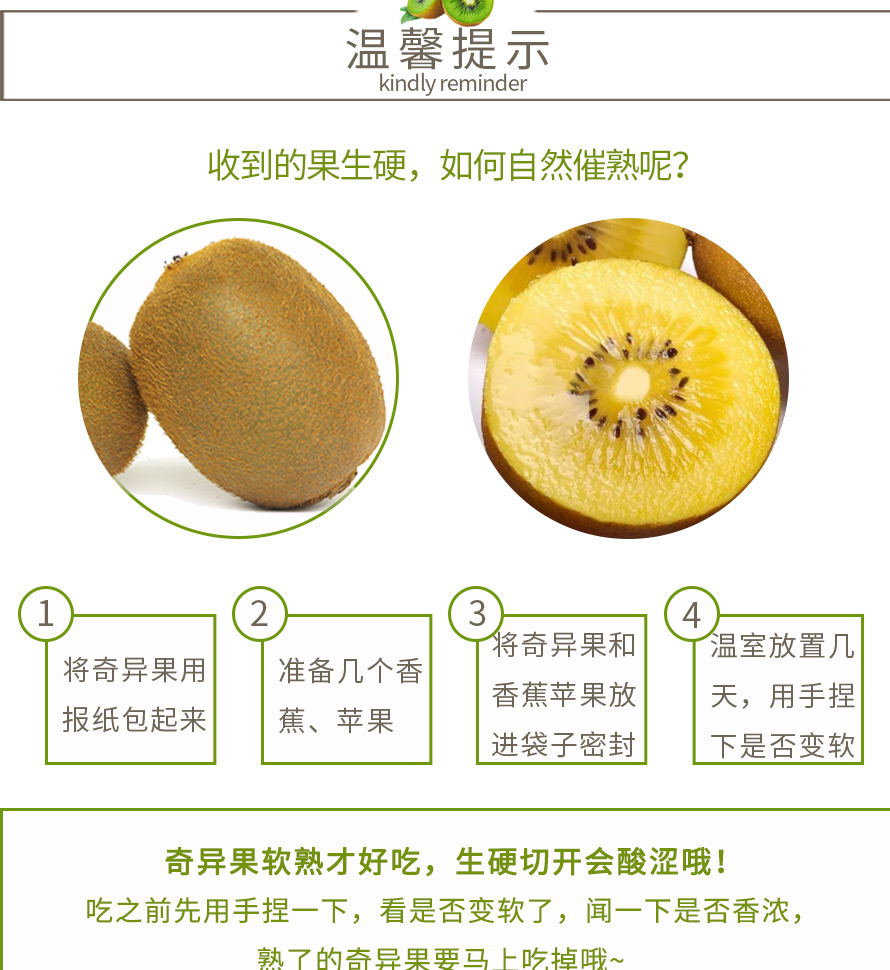 温馨提示
kindly reminder
收到的果生硬，如何自然催熟呢？
1
将奇异果用
报纸包起来
2
准备几个香
蕉、苹果
3
将奇异果和
香蕉苹果放
进袋子密封
4
温室放置几
天，用手捏
下是否变软
奇异果软熟才好吃，生硬切开会酸涩哦！
吃之前先用手捏一下，看是否变软了，闻一下是否香浓，
熟了的奇异果要马上吃掉哦~